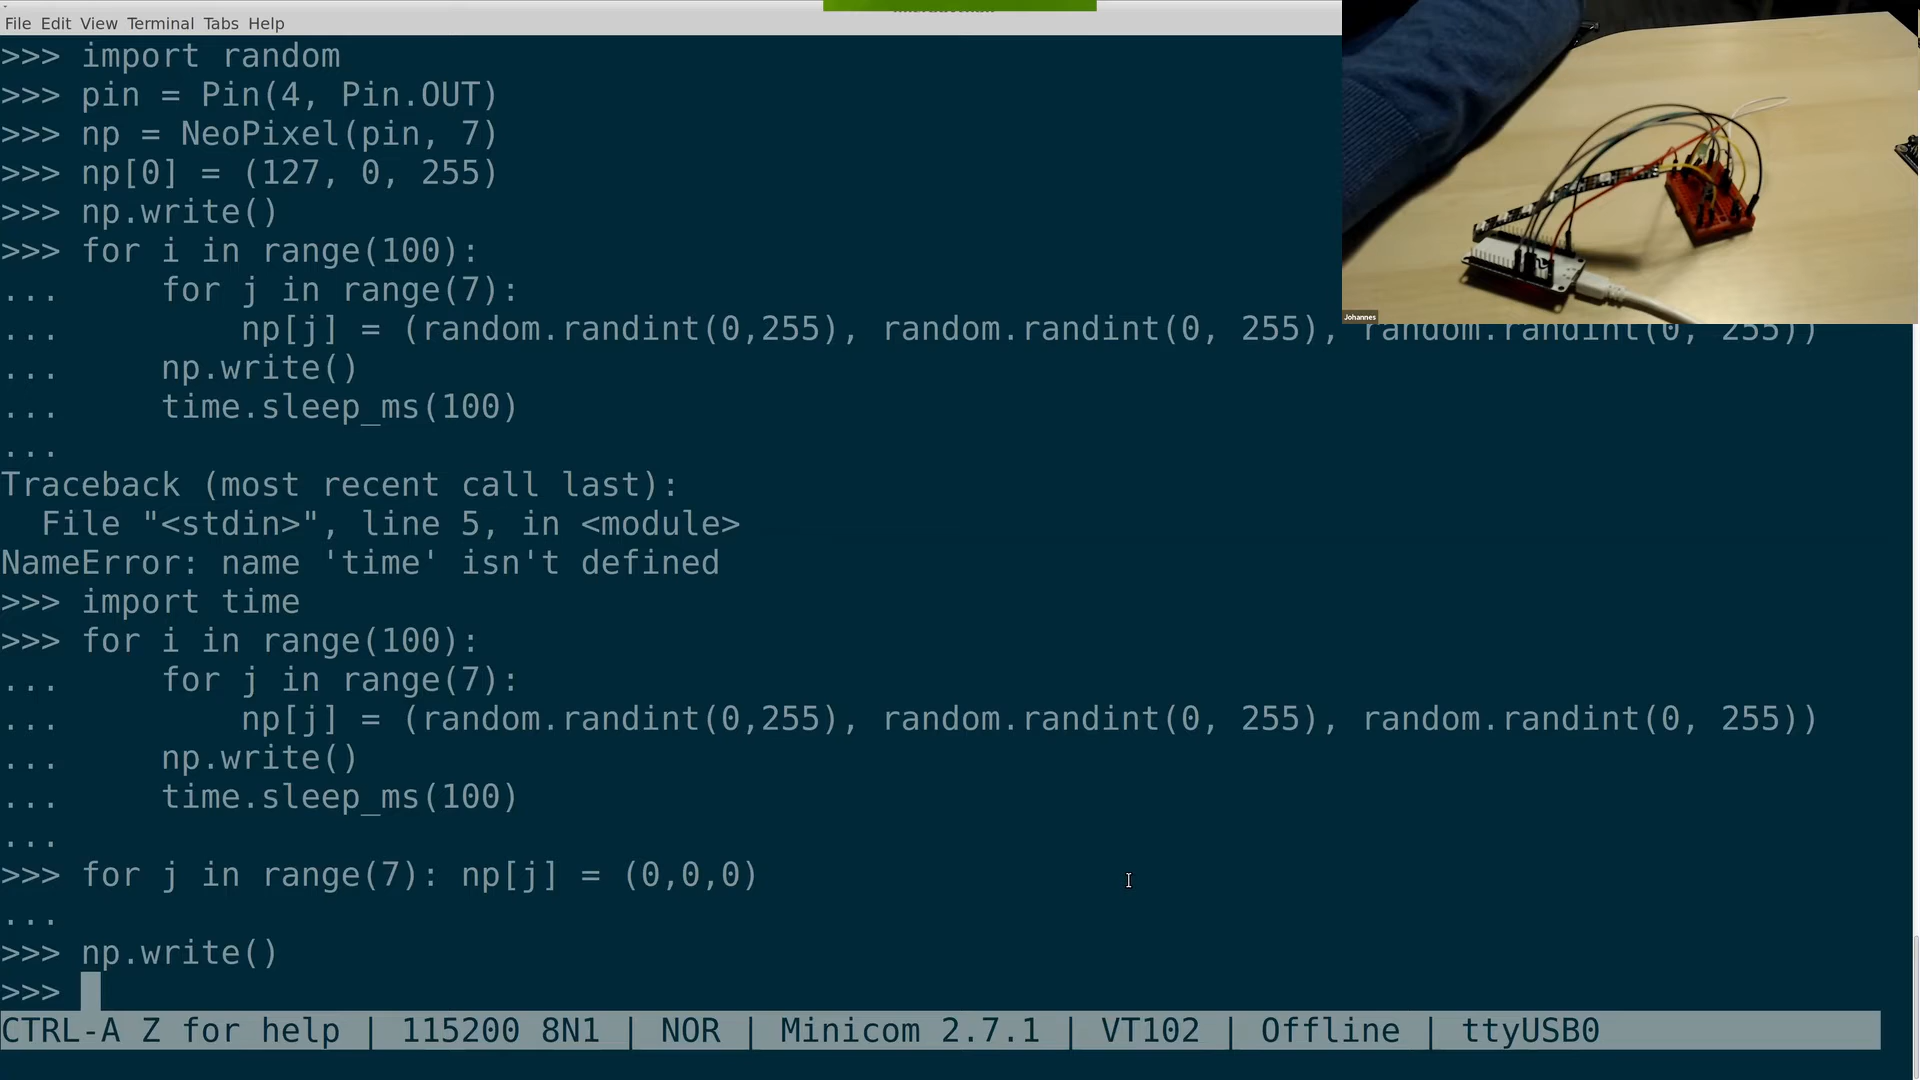 File Edit View Terminal Tabs Help
>>> import random
>>> pin = Pin(4, Pin.OUT)
>>> np = NeoPixel(pin, 7)
>>> np[0] = (127, 0, 255)
>>> np.write()
>>> for i in range(100):
...     for j in range(7):
...         np[j] = (random.randint(0,255), random.randint(0, 255), random.randint(0, 255))
...     np.write()
...     time.sleep_ms(100)
...
Traceback (most recent call last):
  File "<stdin>", line 5, in <module>
NameError: name 'time' isn't defined
>>> import time
>>> for i in range(100):
...     for j in range(7):
...         np[j] = (random.randint(0,255), random.randint(0, 255), random.randint(0, 255))
...     np.write()
...     time.sleep_ms(100)
...
>>> for j in range(7): np[j] = (0,0,0)
...
>>> np.write()
>>>
CTRL-A Z for help | 115200 8N1 | NOR | Minicom 2.7.1 | VT102 | Offline | ttyUSB0
Johannes